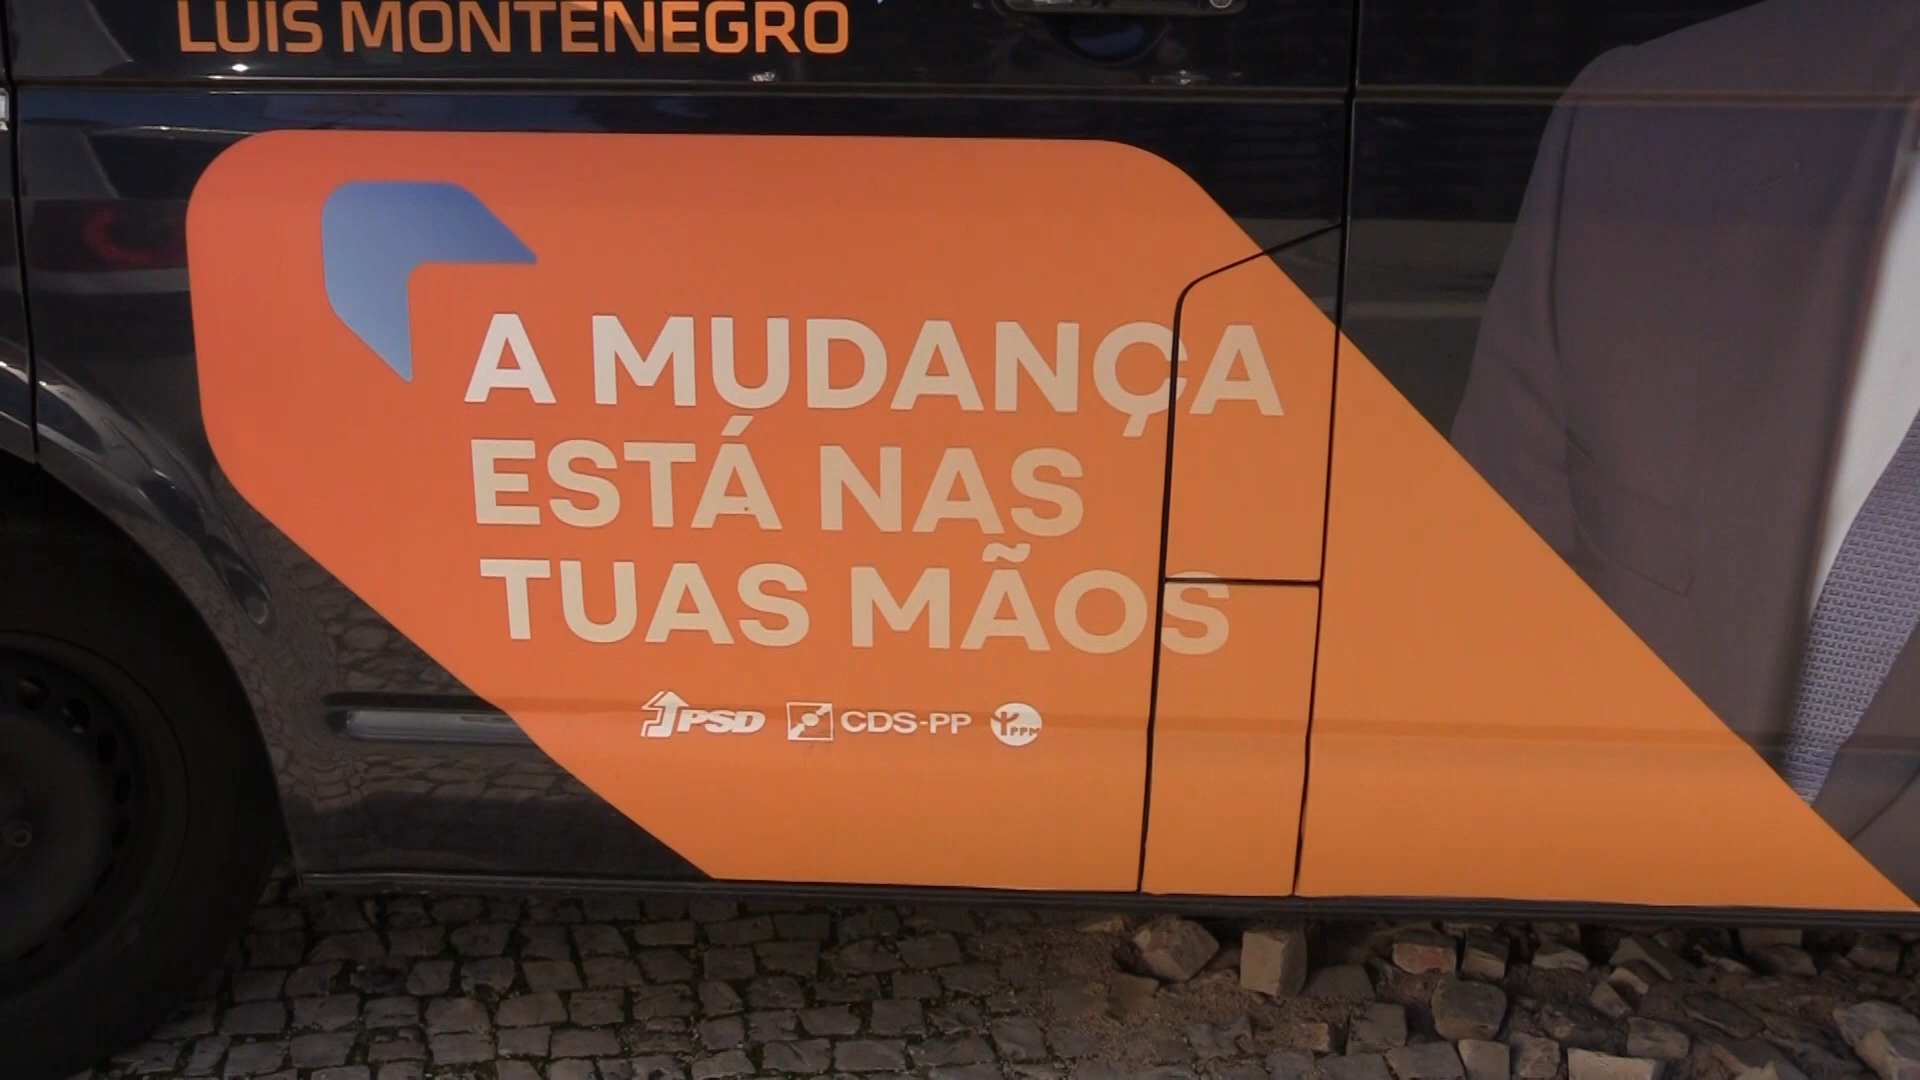 LUIS MONTENEGRO
A MUDANÇA
ESTÁ NAS
TUAS MÃOS
PSD CDS-PP PPM